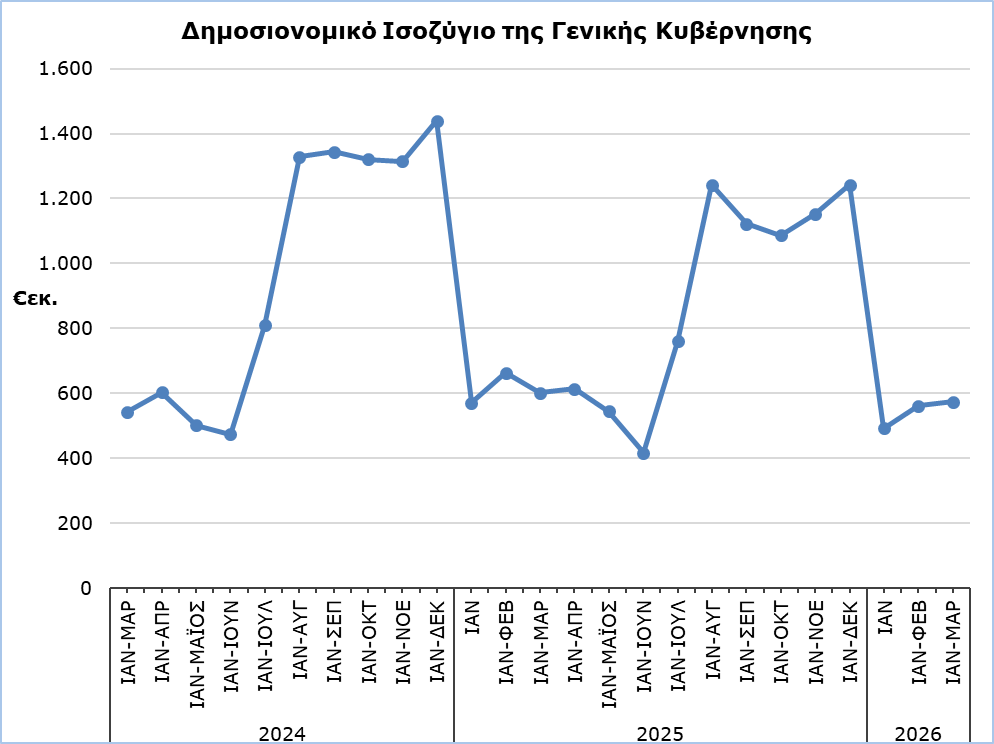 Δημοσιονομικό Ισοζύγιο της Γενικής Κυβέρνησης
1.600
1.400
1.200
1.000
€εκ.
800
600
400
200
0
ΙΑΝ-ΜΑΡ
ΙΑΝ-ΑΠΡ
ΙΑΝ-ΜΑΪΟΣ
ΙΑΝ-ΙΟΥΝ
ΙΑΝ-ΙΟΥΛ
ΙΑΝ-ΑΥΓ
ΙΑΝ-ΣΕΠ
ΙΑΝ-ΟΚΤ
ΙΑΝ-ΝΟΕ
ΙΑΝ-ΔΕΚ
ΙΑΝ
ΙΑΝ-ΦΕΒ
ΙΑΝ-ΜΑΡ
ΙΑΝ-ΑΠΡ
ΙΑΝ-ΜΑΪΟΣ
ΙΑΝ-ΙΟΥΝ
ΙΑΝ-ΙΟΥΛ
ΙΑΝ-ΑΥΓ
ΙΑΝ-ΣΕΠ
ΙΑΝ-ΟΚΤ
ΙΑΝ-ΝΟΕ
ΙΑΝ-ΔΕΚ
ΙΑΝ
ΙΑΝ-ΦΕΒ
ΙΑΝ-ΜΑΡ
2024
2025
2026